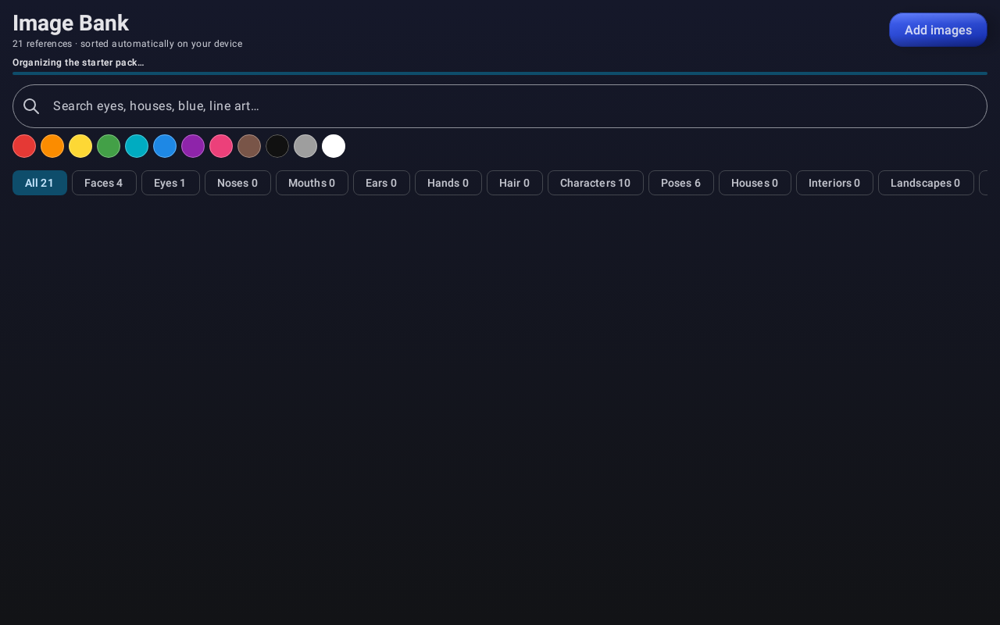 Image Bank
21 references · sorted automatically on your device
Add images
Organizing the starter pack…
Search eyes, houses, blue, line art…
All 21
Faces 4
Eyes 1
Noses 0
Mouths 0
Ears 0
Hands 0
Hair 0
Characters 10
Poses 6
Houses 0
Interiors 0
Landscapes 0